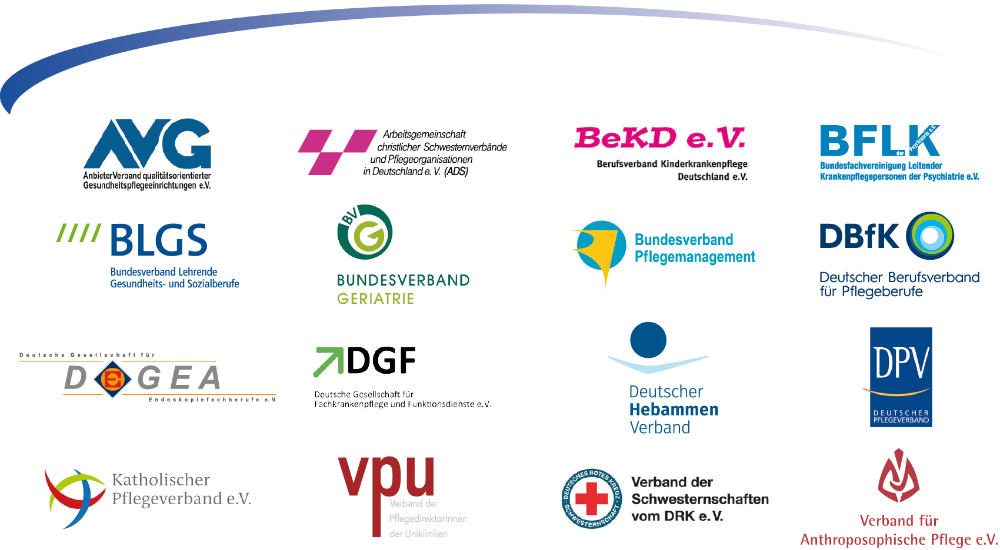 AVG
AnbieterVerband qualitätsorientierter
Gesundheitspflegeeinrichtungen e.V.
Arbeitsgemeinschaft
christlicher Schwesternverbände
und Pflegeorganisationen
in Deutschland e. V. (ADS)
BeKD e.V.
Berufsverband Kinderkrankenpflege
Deutschland e.V.
BFLK
der Psychiatrie e.V.
Bundesfachvereinigung Leitender
Krankenpflegepersonen der Psychiatrie e.V.
BLGS
Bundesverband Lehrende
Gesundheits- und Sozialberufe
BV
G
BUNDESVERBAND
GERIATRIE
Bundesverband
Pflegemanagement
DBfK
Deutscher Berufsverband
für Pflegeberufe
Deutsche Gesellschaft für
DEGEA
Endoskopiefachberufe e.V.
DGF
Deutsche Gesellschaft für
Fachkrankenpflege und Funktionsdienste e.V.
Deutscher
Hebammen
Verband
DPV
DEUTSCHER
PFLEGEVERBAND
Katholischer
Pflegeverband e.V.
vpu
Verband der
PflegedirektorInnen
der Unikliniken
DEUTSCHES ROTES KREUZ
SCHWESTERNSCHAFT
Verband der
Schwesternschaften
vom DRK e.V.
Verband für
Anthroposophische Pflege e.V.